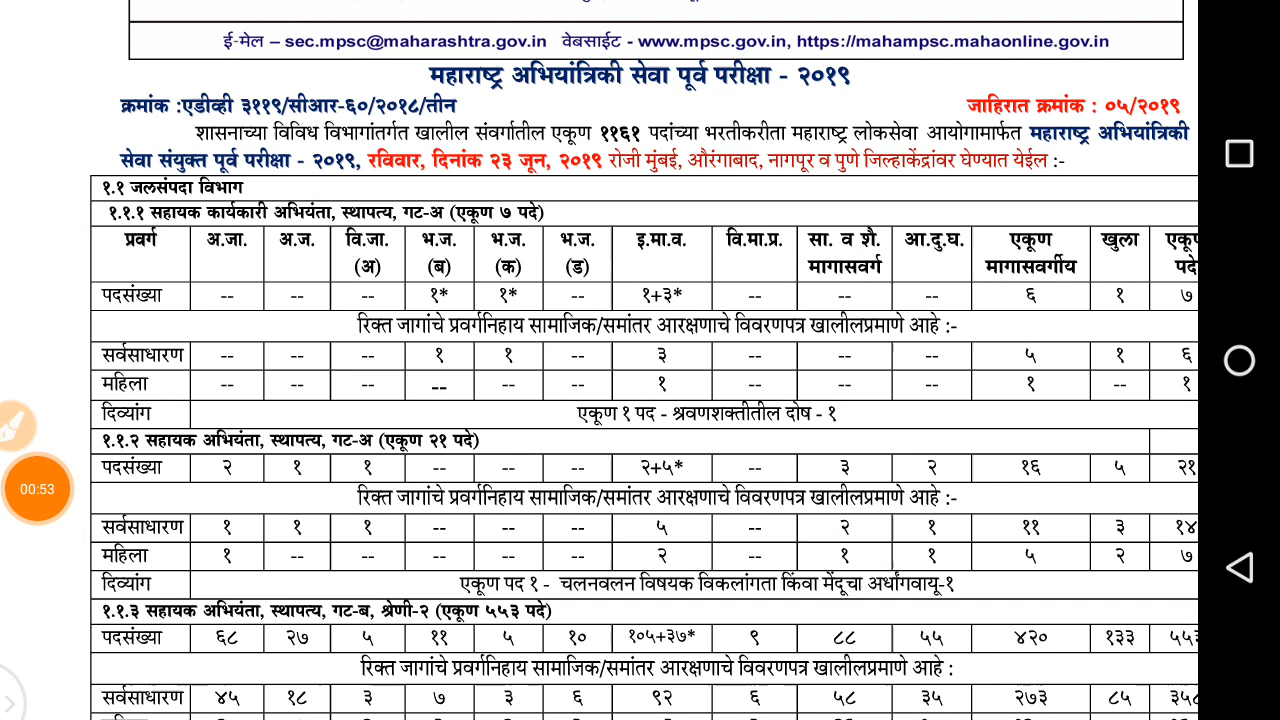 ई-मेल – sec.mpsc@maharashtra.gov.in वेबसाईट - www.mpsc.gov.in, https://mahampsc.mahaonline.gov.in
महाराष्ट्र अभियांत्रिकी सेवा पूर्व परीक्षा - २०१९
क्रमांक :एडीव्ही ३११९/सीआर-६०/२०१८/तीन जाहिरात क्रमांक : ०५/२०१९
शासनाच्या विविध विभागांतर्गत खालील संवर्गातील एकूण ११६१ पदांच्या भरतीकरीता महाराष्ट्र लोकसेवा आयोगामार्फत महाराष्ट्र अभियांत्रिकी
सेवा संयुक्त पूर्व परीक्षा - २०१९, रविवार, दिनांक २३ जून, २०१९ रोजी मुंबई, औरंगाबाद, नागपूर व पुणे जिल्हाकेंद्रांवर घेण्यात येईल :-
१.१ जलसंपदा विभाग
१.१.१ सहायक कार्यकारी अभियंता, स्थापत्य, गट-अ (एकूण ७ पदे)
प्रवर्ग अ.जा. अ.ज. वि.जा. भ.ज. भ.ज. भ.ज. इ.मा.व. वि.मा.प्र. सा. व शै. आ.दु.घ. एकूण खुला एकूण
(अ) (ब) (क) (ड) मागासवर्ग मागासवर्गीय पदे
पदसंख्या -- -- -- १* १* -- १+३* -- -- -- ६ १ ७
रिक्त जागांचे प्रवर्गनिहाय सामाजिक/समांतर आरक्षणाचे विवरणपत्र खालीलप्रमाणे आहे :-
सर्वसाधारण -- -- -- १ १ -- ३ -- -- -- ५ १ ६
महिला -- -- -- -- -- -- १ -- -- -- १ -- १
दिव्यांग एकूण १ पद - श्रवणशक्तीतील दोष - १
१.१.२ सहायक अभियंता, स्थापत्य, गट-अ (एकूण २१ पदे)
पदसंख्या २ १ १ -- -- -- २+५* -- ३ २ १६ ५ २१
रिक्त जागांचे प्रवर्गनिहाय सामाजिक/समांतर आरक्षणाचे विवरणपत्र खालीलप्रमाणे आहे :-
सर्वसाधारण १ १ १ -- -- -- ५ -- २ १ ११ ३ १४
महिला १ -- -- -- -- -- २ -- १ १ ५ २ ७
दिव्यांग एकूण पद १ - चलनवलन विषयक विकलांगता किंवा मेंदूचा अर्धांगवायू-१
१.१.३ सहायक अभियंता, स्थापत्य, गट-ब, श्रेणी-२ (एकूण ५५३ पदे)
पदसंख्या ६८ २७ ५ ११ ५ १० १०५+३७* ९ ८८ ५५ ४२० १३३ ५५३
रिक्त जागांचे प्रवर्गनिहाय सामाजिक/समांतर आरक्षणाचे विवरणपत्र खालीलप्रमाणे आहे :
सर्वसाधारण ४५ १८ ३ ७ ३ ६ ९२ ६ ५८ ३५ २७३ ८५ ३५८
00:53